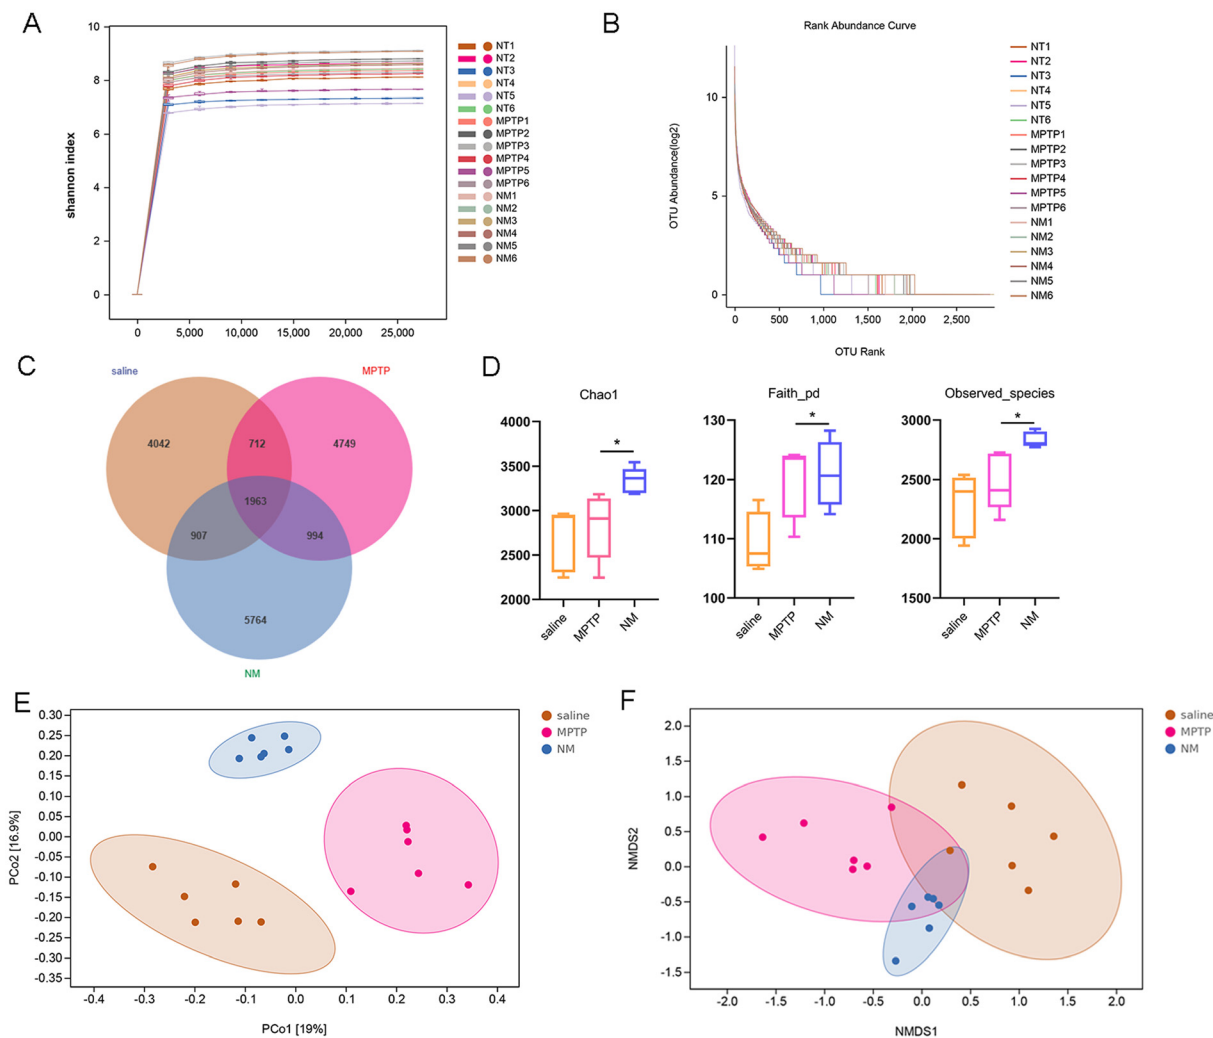 A
10
8
6
4
2
0
shannon index
0
5,000
10,000
15,000
20,000
25,000
NT1
NT2
NT3
NT4
NT5
NT6
MPTP1
MPTP2
MPTP3
MPTP4
MPTP5
MPTP6
NM1
NM2
NM3
NM4
NM5
NM6
B
Rank Abundance Curve
10
5
0
OTU Abundance(log2)
0
500
1,000
1,500
2,000
2,500
OTU Rank
NT1
NT2
NT3
NT4
NT5
NT6
MPTP1
MPTP2
MPTP3
MPTP4
MPTP5
MPTP6
NM1
NM2
NM3
NM4
NM5
NM6
C
saline
MPTP
4042
712
4749
1963
907
994
5764
NM
D
Chao1
4000
3500
3000
2500
2000
*
saline
MPTP
NM
Faith_pd
130
120
110
100
*
saline
MPTP
NM
Observed_species
3000
2500
2000
1500
*
saline
MPTP
NM
E
0.30
0.25
0.20
0.15
0.10
0.05
0.00
-0.05
-0.10
-0.15
-0.20
-0.25
-0.30
-0.35
PCo2 [16.9%]
-0.4
-0.3
-0.2
-0.1
0.0
0.1
0.2
0.3
0.4
PCo1 [19%]
saline
MPTP
NM
F
2.0
1.5
1.0
0.5
0.0
-0.5
-1.0
-1.5
NMDS2
-2.0
-1.5
-1.0
-0.5
0.0
0.5
1.0
1.5
2.0
NMDS1
saline
MPTP
NM